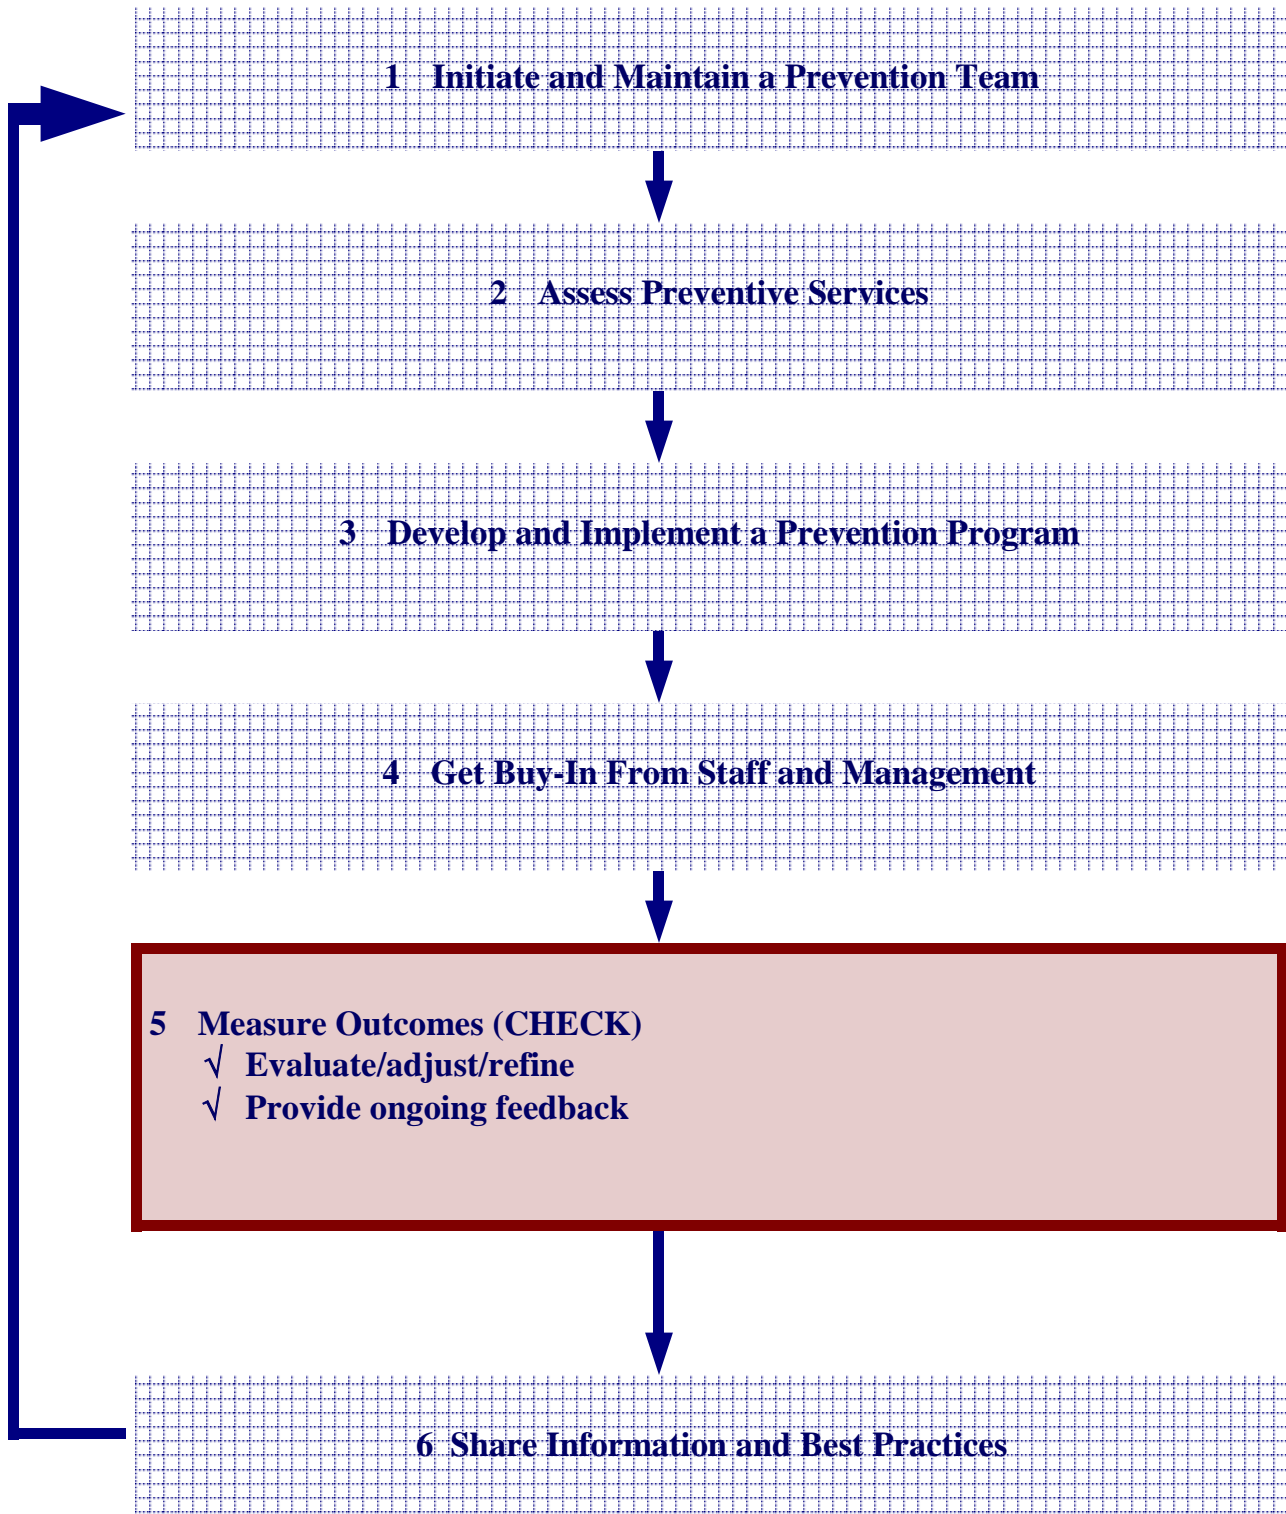 1 Initiate and Maintain a Prevention Team
2 Assess Preventive Services
3 Develop and Implement a Prevention Program
4 Get Buy-In From Staff and Management
5 Measure Outcomes (CHECK)
√ Evaluate/adjust/refine
√ Provide ongoing feedback
6 Share Information and Best Practices